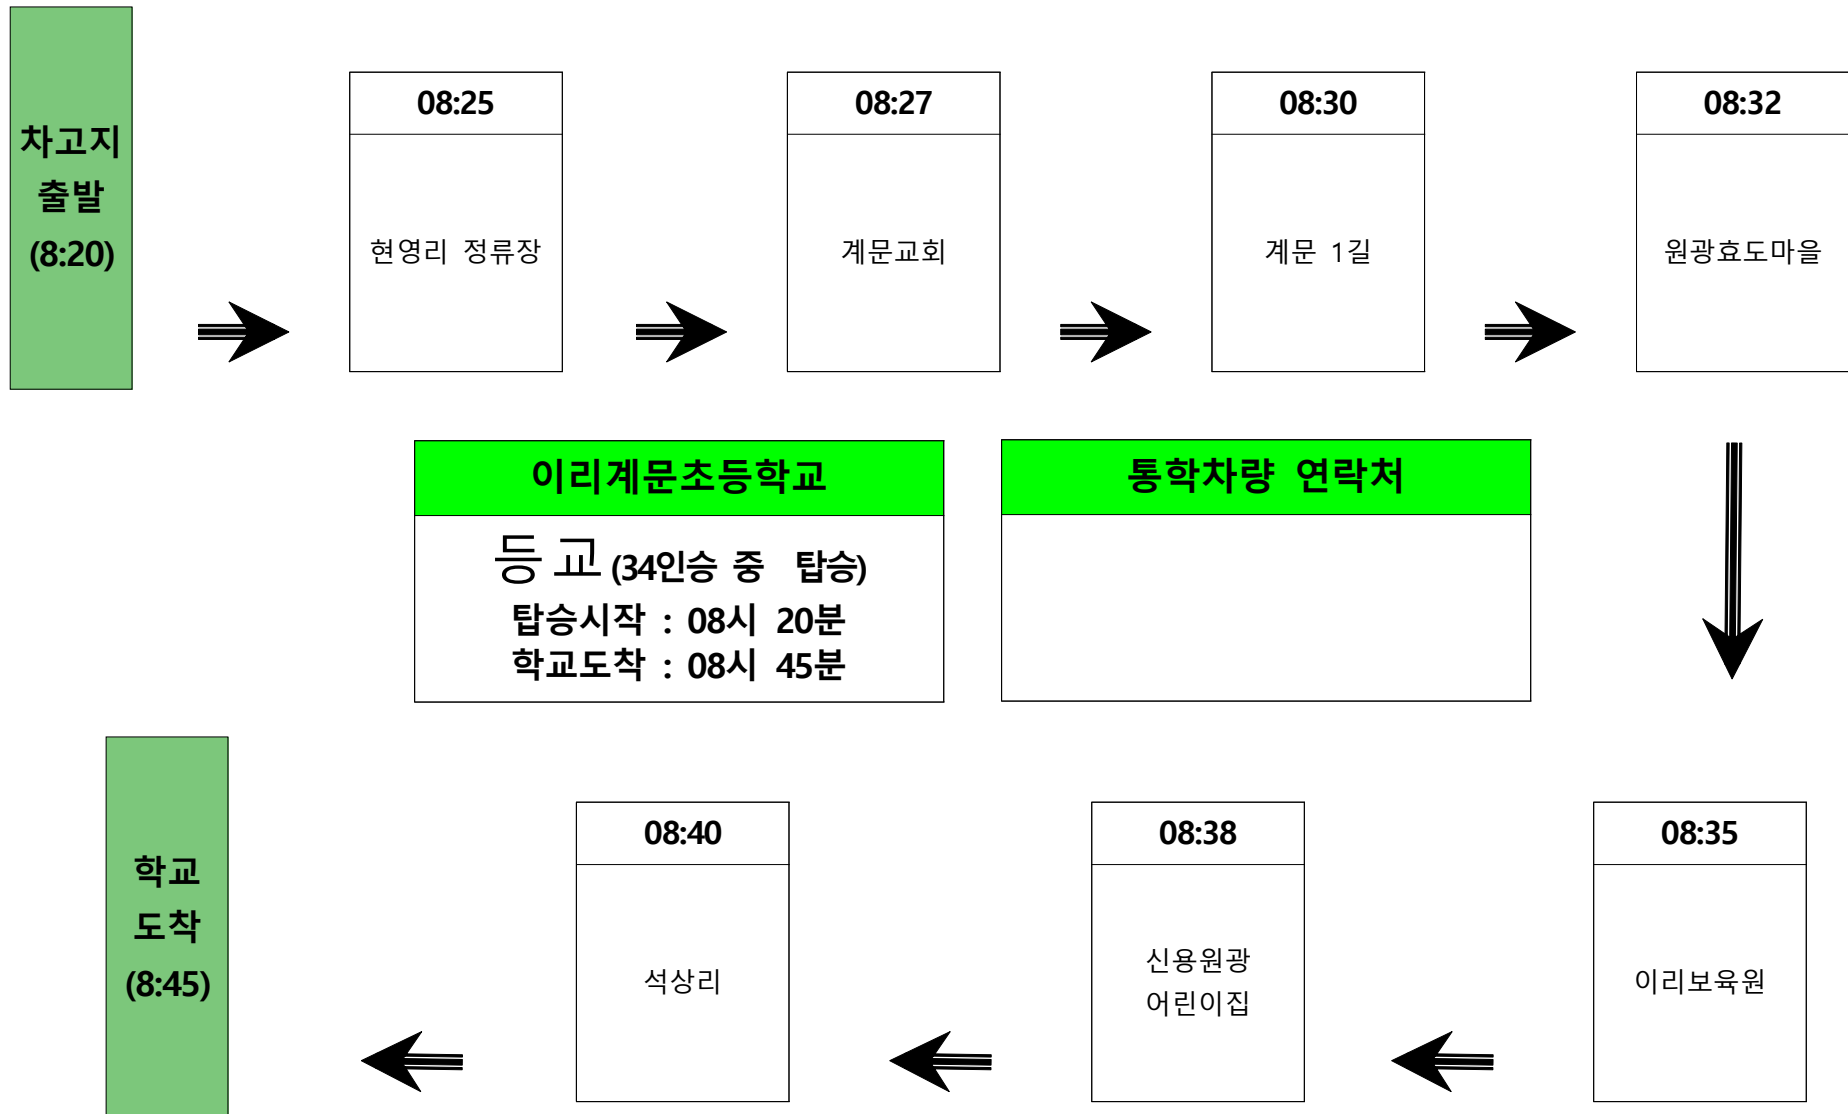 차고지
출발
(8:20)
08:25
현영리 정류장
08:27
계문교회
08:30
계문 1길
08:32
원광효도마을
이리계문초등학교
등교 (34인승 중 탑승)
탑승시작 : 08시 20분
학교도착 : 08시 45분
통학차량 연락처
08:35
이리보육원
08:38
신용원광
어린이집
08:40
석상리
학교
도착
(8:45)